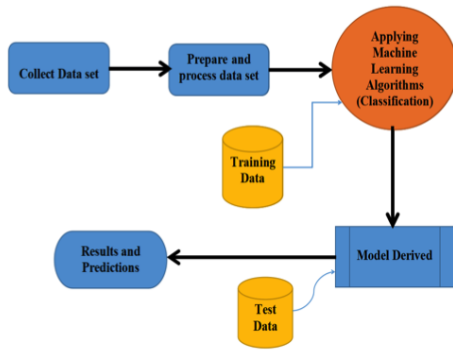 Collect Data set
Prepare and
process data set
Applying
Machine
Learning
Algorithms
(Classification)
Training
Data
Results and
Predictions
Model Derived
Test
Data